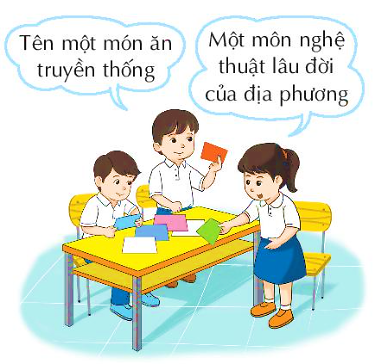 Tên một món ăn
truyền thống
Một môn nghệ
thuật lâu đời
của địa phương